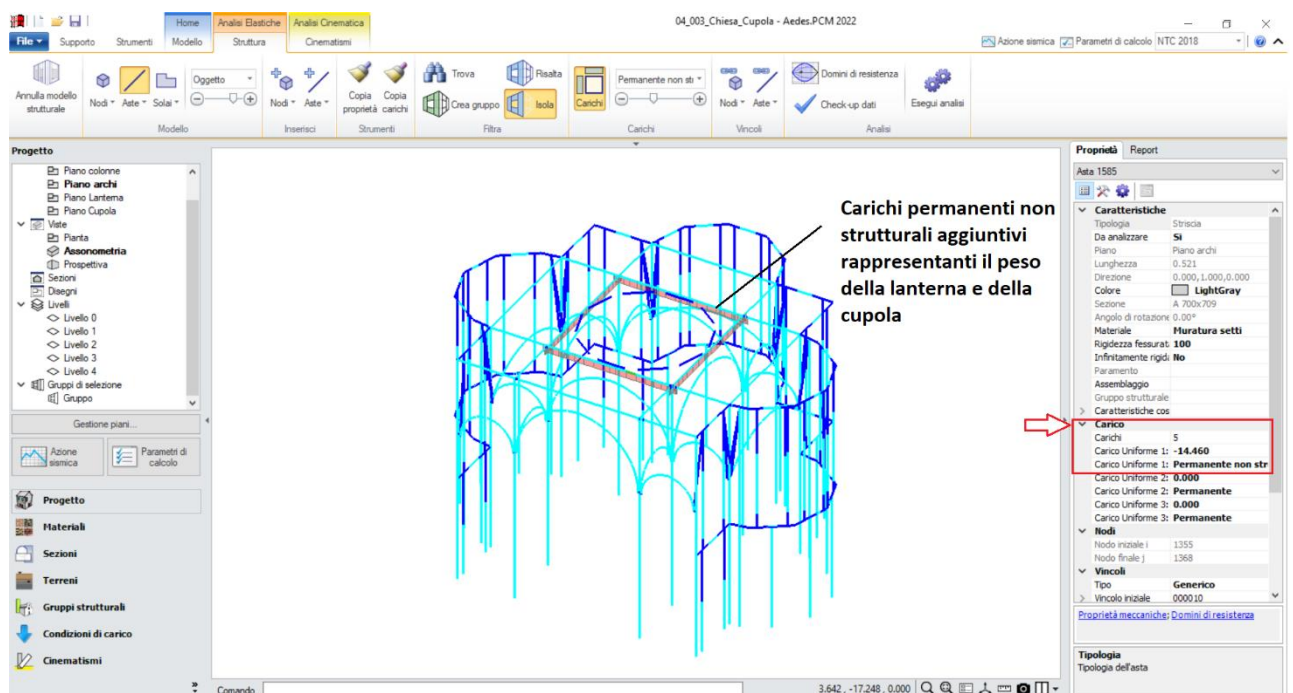 04_003_Chiesa_Cupola - Aedes.PCM 2022
Home
Analisi Elastiche
Analisi Cinematica
File
Supporto
Strumenti
Modello
Struttura
Cinematismi
Azione sismica
Parametri di calcolo
NTC 2018
Annulla modello
strutturale
Nodi
Aste
Solai
Oggetto
Modello
Nodi
Aste
Inserisci
Copia
proprietà
Copia
carichi
Strumenti
Trova
Crea gruppo
Risalta
Isola
Filtra
Carichi
Permanente non str
Carichi
Nodi
Aste
Vincoli
Domini di resistenza
Check-up dati
Esegui analisi
Analisi
Progetto
Piano colonne
Piano archi
Piano Lanterna
Piano Cupola
Viste
Pianta
Assonometria
Prospettiva
Sezioni
Disegni
Livelli
Livello 0
Livello 1
Livello 2
Livello 3
Livello 4
Gruppi di selezione
Gruppo
Gestione piani...
Azione
sismica
Parametri di
calcolo
Progetto
Materiali
Sezioni
Terreni
Gruppi strutturali
Condizioni di carico
Cinematismi
»
Carichi permanenti non
strutturali aggiuntivi
rappresentanti il peso
della lanterna e della
cupola
Comando
3.642 , -17.248 , 0.000
Proprietà
Report
Asta 1585
Caratteristiche
Tipologia Striscia
Da analizzare Sì
Piano Piano archi
Lunghezza 0.521
Direzione 0.000,1.000,0.000
Colore LightGray
Sezione A 700x709
Angolo di rotazione 0.00°
Materiale Muratura setti
Rigidezza fessurat 100
Infinitamente rigid No
Paramento
Assemblaggio
Gruppo strutturale
Caratteristiche cos
Carico
Carichi 5
Carico Uniforme 1: -14.460
Carico Uniforme 1: Permanente non str
Carico Uniforme 2: 0.000
Carico Uniforme 2: Permanente
Carico Uniforme 3: 0.000
Carico Uniforme 3: Permanente
Nodi
Nodo iniziale i 1355
Nodo finale j 1368
Vincoli
Tipo Generico
Vincolo iniziale 000010
Proprietà meccaniche; Domini di resistenza
Tipologia
Tipologia dell'asta